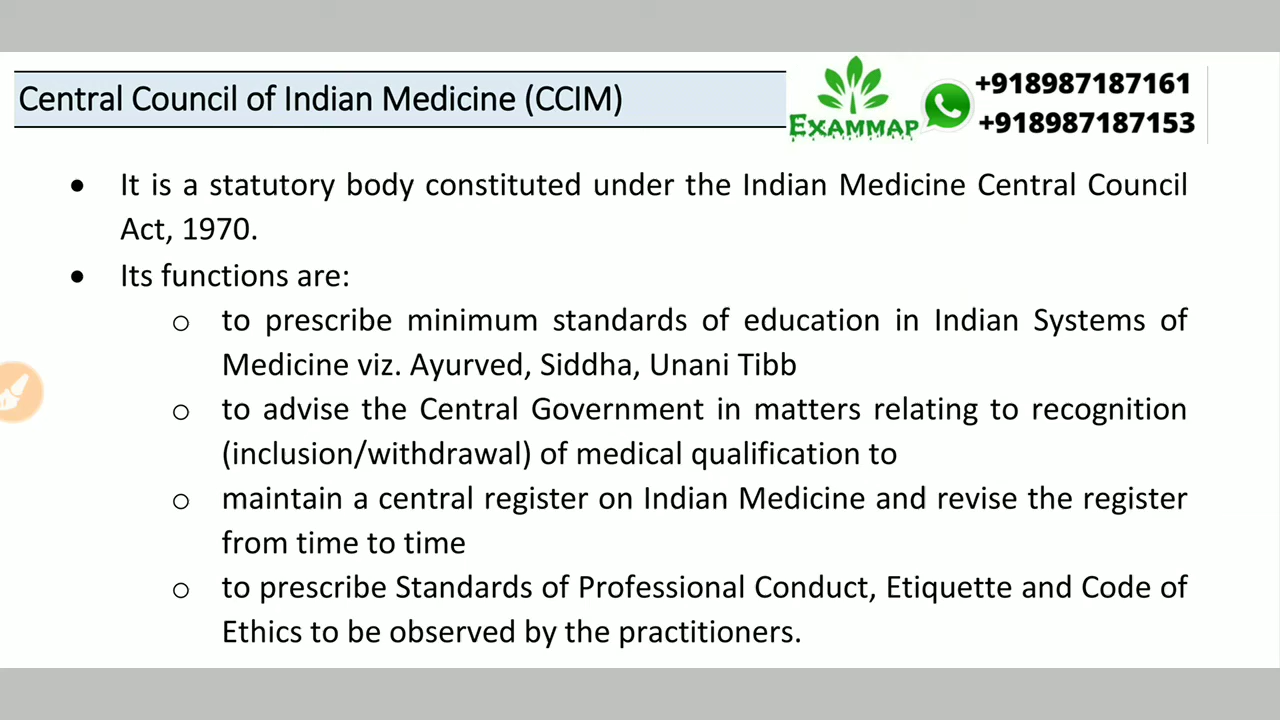 Central Council of Indian Medicine (CCIM)
EXAMMAP
+918987187161
+918987187153
• It is a statutory body constituted under the Indian Medicine Central Council
Act, 1970.
• Its functions are:
o to prescribe minimum standards of education in Indian Systems of
Medicine viz. Ayurved, Siddha, Unani Tibb
o to advise the Central Government in matters relating to recognition
(inclusion/withdrawal) of medical qualification to
o maintain a central register on Indian Medicine and revise the register
from time to time
o to prescribe Standards of Professional Conduct, Etiquette and Code of
Ethics to be observed by the practitioners.